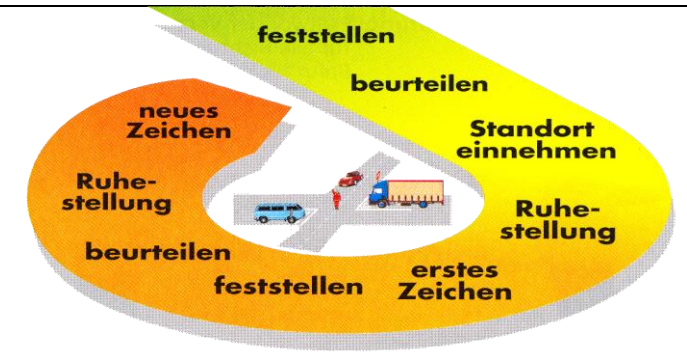 feststellen
beurteilen
Standort
einnehmen
Ruhe-
stellung
erstes
Zeichen
feststellen
beurteilen
Ruhe-
stellung
neues
Zeichen